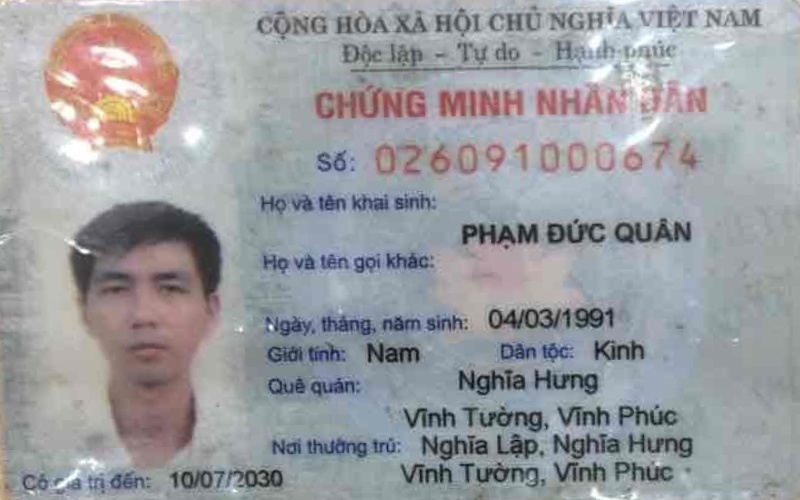 CỘNG HÒA XÃ HỘI CHỦ NGHĨA VIỆT NAM
Độc lập - Tự do - Hạnh phúc
CHỨNG MINH NHÂN DÂN
Số: 026091000674
Họ và tên khai sinh:
PHẠM ĐỨC QUÂN
Họ và tên gọi khác:
Ngày, tháng, năm sinh: 04/03/1991
Giới tính: Nam Dân tộc: Kinh
Quê quán: Nghĩa Hưng
Vĩnh Tường, Vĩnh Phúc
Nơi thường trú: Nghĩa Lập, Nghĩa Hưng
Vĩnh Tường, Vĩnh Phúc
Có giá trị đến: 10/07/2030